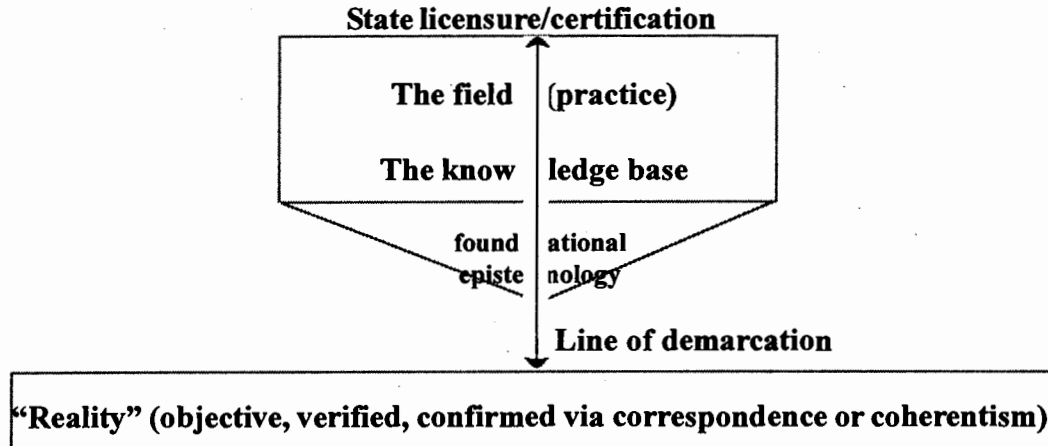 State licensure/certification
The field (practice)
The know ledge base
found ational
episte nology
Line of demarcation
“Reality” (objective, verified, confirmed via correspondence or coherentism)